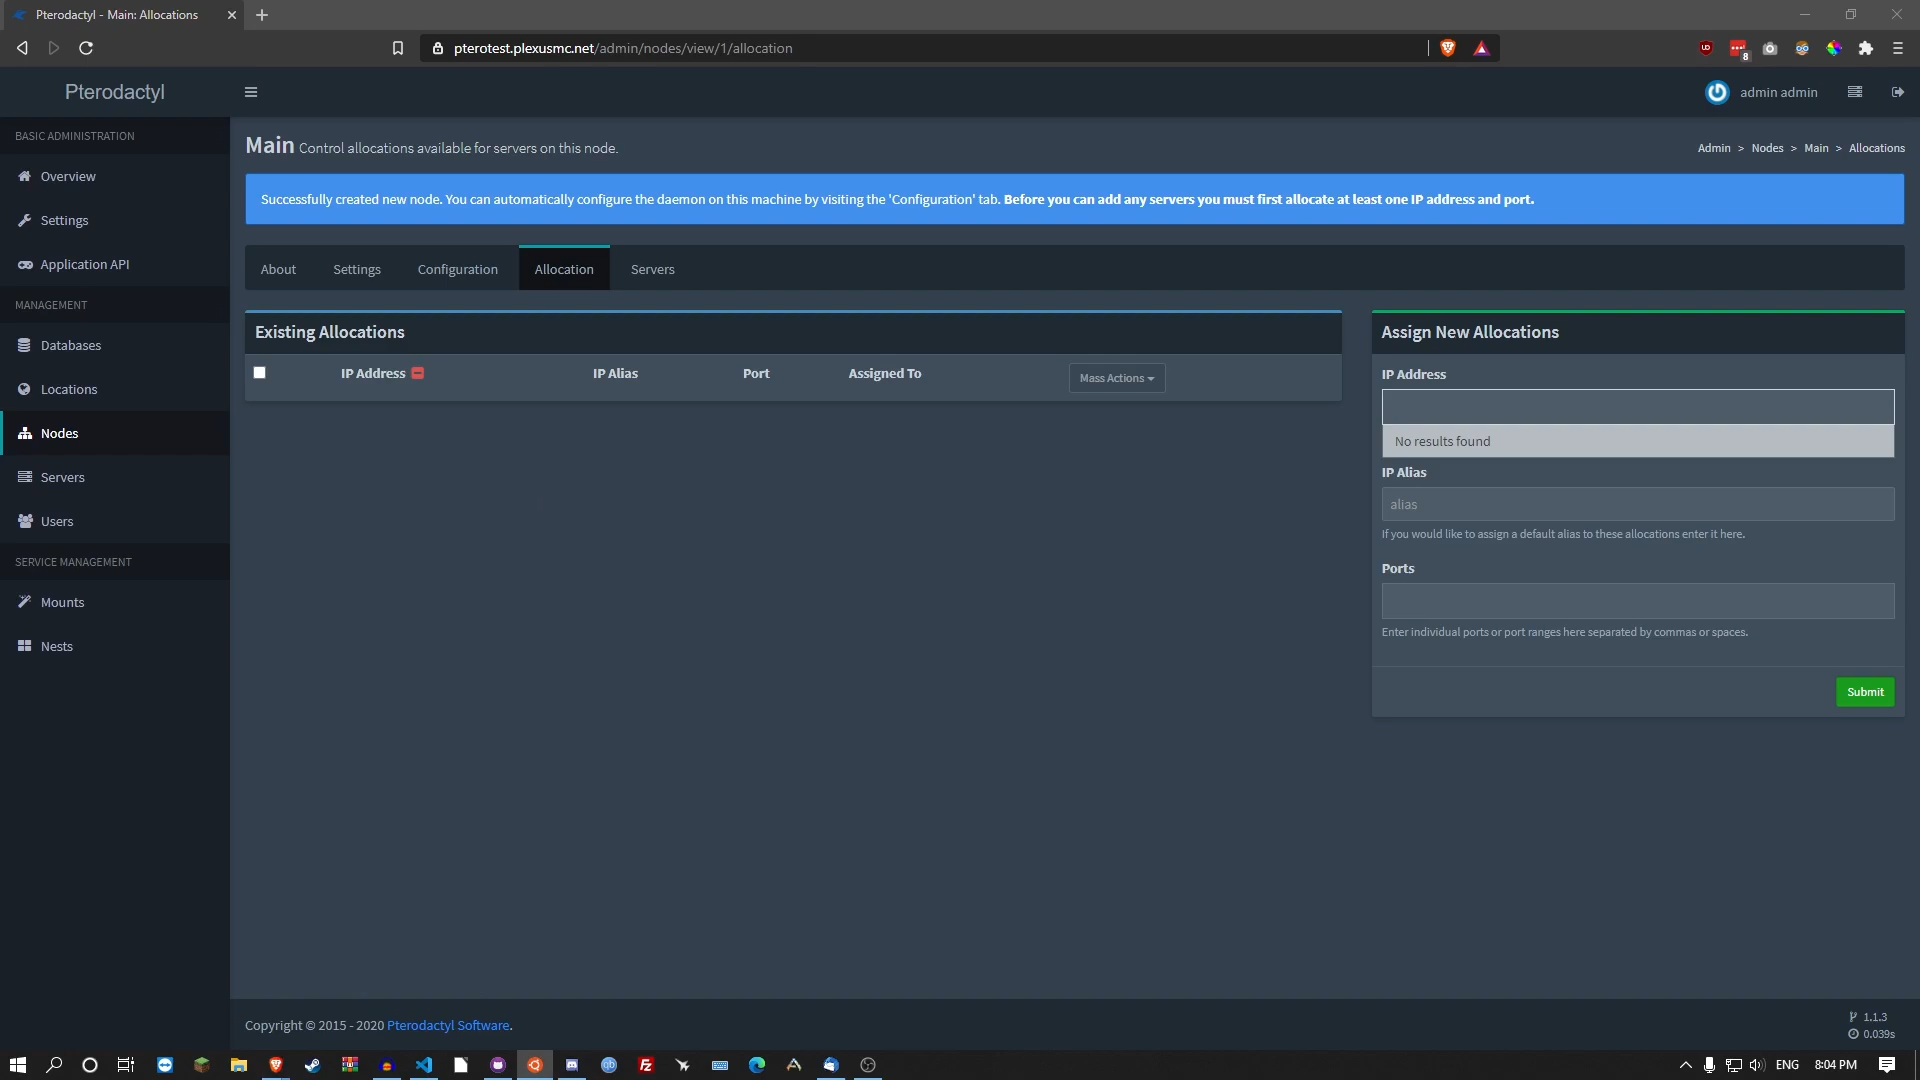 Pterodactyl - Main: Allocations
pterotest.plexusmc.net/admin/nodes/view/1/allocation
8
Pterodactyl
admin admin
BASIC ADMINISTRATION
Overview
Settings
Application API
MANAGEMENT
Databases
Locations
Nodes
Servers
Users
SERVICE MANAGEMENT
Mounts
Nests
Main Control allocations available for servers on this node.
Admin > Nodes > Main > Allocations
Successfully created new node. You can automatically configure the daemon on this machine by visiting the 'Configuration' tab. Before you can add any servers you must first allocate at least one IP address and port.
About Settings Configuration Allocation Servers
Existing Allocations
IP Address IP Alias Port Assigned To Mass Actions
Assign New Allocations
IP Address
No results found
IP Alias
alias
If you would like to assign a default alias to these allocations enter it here.
Ports
Enter individual ports or port ranges here separated by commas or spaces.
Submit
Copyright © 2015 - 2020 Pterodactyl Software.
1.1.3
0.039s
ENG 8:04 PM